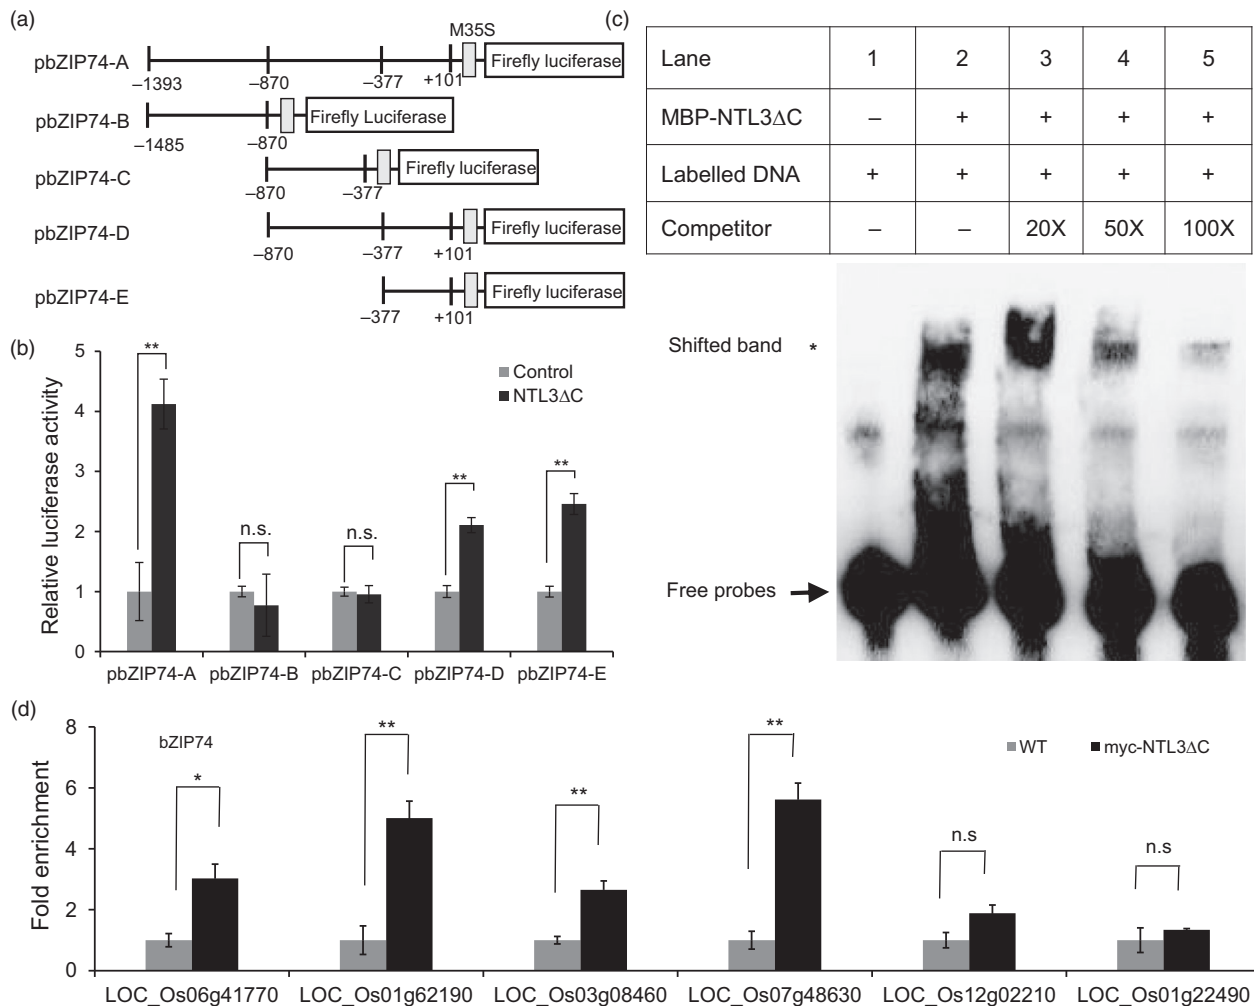 (a)
M35S
pbZIP74-A
Firefly luciferase
–1393
–870
–377
+101
pbZIP74-B
Firefly Luciferase
–1485
–870
pbZIP74-C
Firefly luciferase
–870
–377
pbZIP74-D
Firefly luciferase
–870
–377
+101
pbZIP74-E
Firefly luciferase
–377
+101
(b)
Relative luciferase activity
5
4
3
2
1
0
Control
NTL3ΔC
**
n.s.
n.s.
**
**
pbZIP74-A pbZIP74-B pbZIP74-C pbZIP74-D pbZIP74-E
(c)
Lane 1 2 3 4 5
MBP-NTL3ΔC – + + + +
Labelled DNA + + + + +
Competitor – – 20X 50X 100X
Shifted band *
Free probes
(d)
Fold enrichment
8
6
4
2
0
bZIP74
WT
myc-NTL3ΔC
*
**
**
**
n.s
n.s
LOC_Os06g41770 LOC_Os01g62190 LOC_Os03g08460 LOC_Os07g48630 LOC_Os12g02210 LOC_Os01g22490